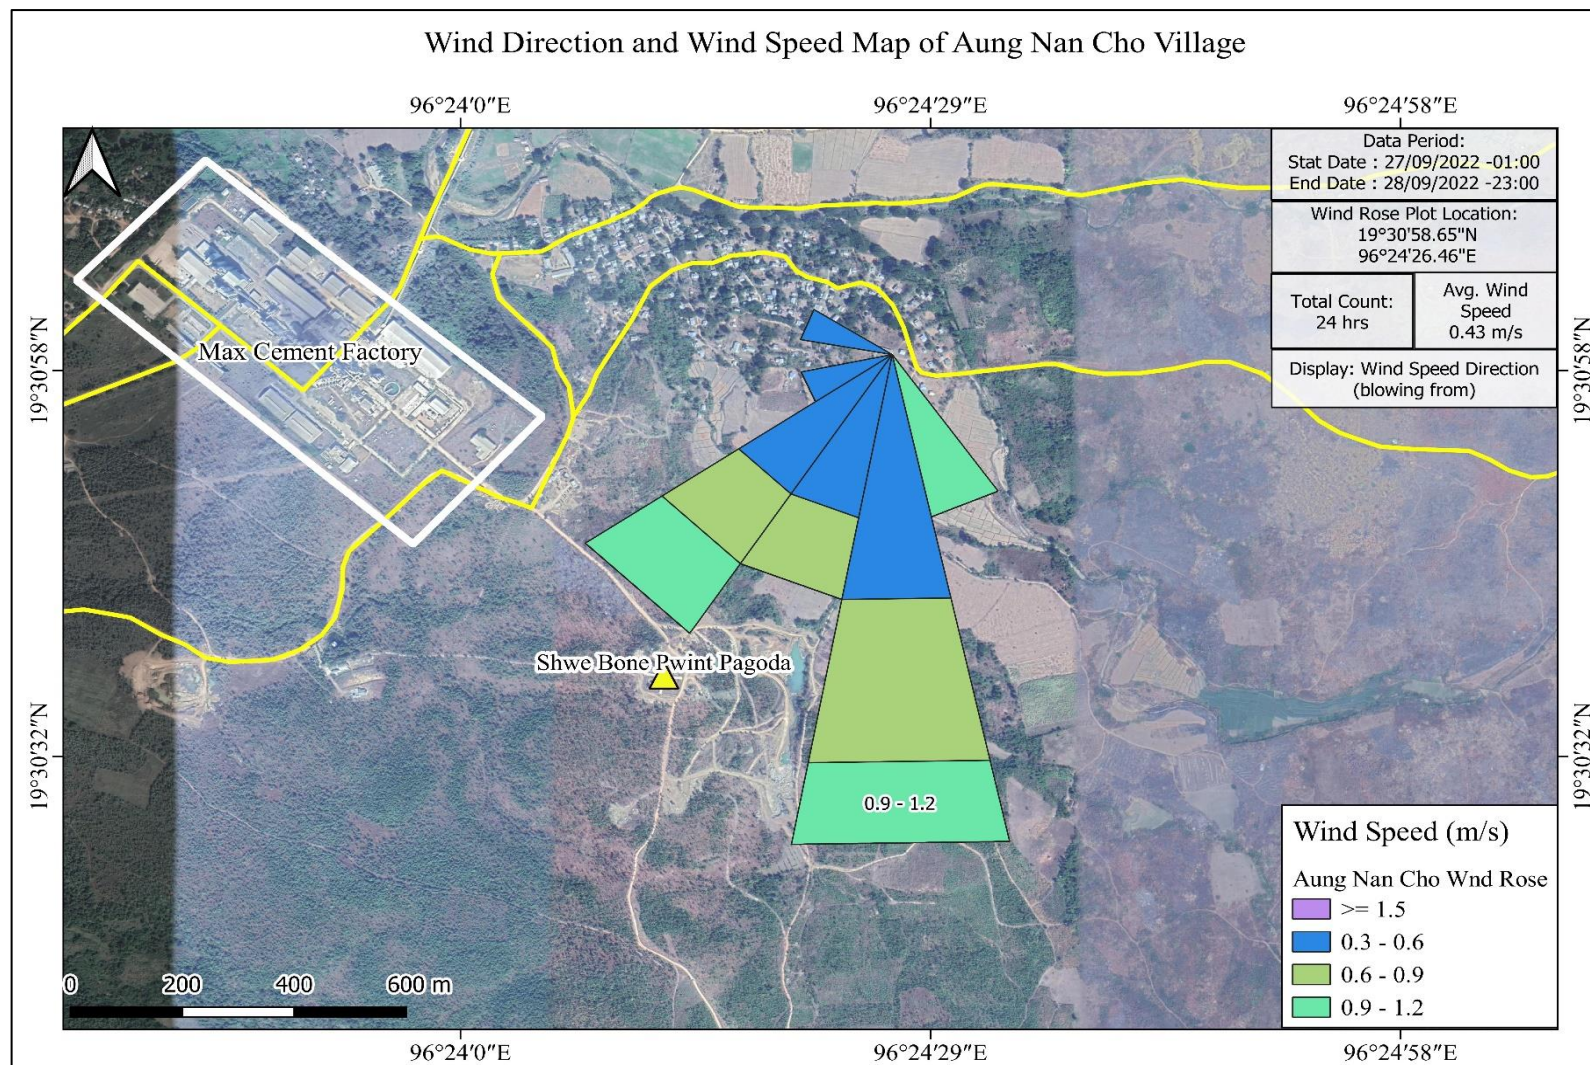 Wind Direction and Wind Speed Map of Aung Nan Cho Village
96°24'0"E
96°24'29"E
96°24'58"E
Data Period:
Stat Date : 27/09/2022 -01:00
End Date : 28/09/2022 -23:00
Wind Rose Plot Location:
19°30'58.65"N
96°24'26.46"E
Total Count:
24 hrs
Avg. Wind
Speed
0.43 m/s
Display: Wind Speed Direction
(blowing from)
19°30'58"N
19°30'58"N
Max Cement Factory
Shwe Bone Pwint Pagoda
19°30'32"N
19°30'32"N
0.9 - 1.2
Wind Speed (m/s)
Aung Nan Cho Wnd Rose
>= 1.5
0.3 - 0.6
0.6 - 0.9
0.9 - 1.2
0 200 400 600 m
96°24'0"E
96°24'29"E
96°24'58"E